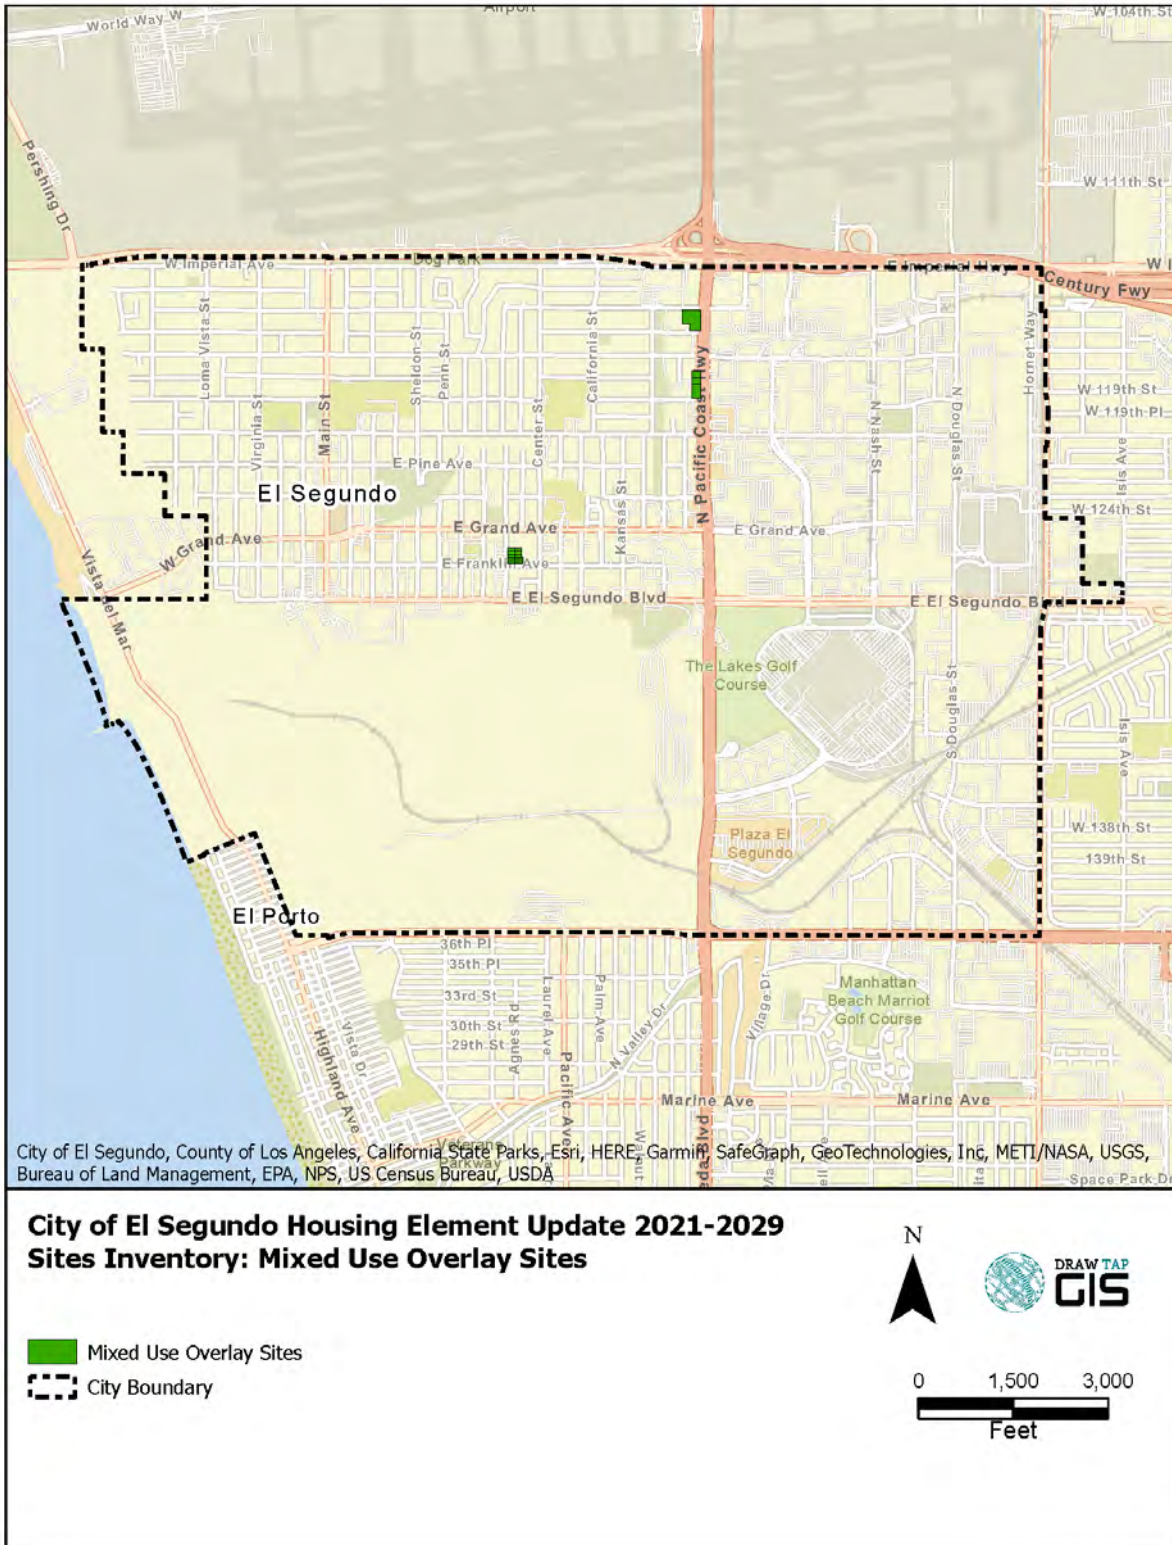 Airport
World Way W
W 104th St
Pershing Dr
W 111th St
W Imperial Ave
Dog Park
E Imperial Hwy
W I
Century Fwy
Loma Vista St
Sheldon St
Penn St
California St
Hornet Way
N Pacific Coast Hwy
W 119th St
W 119th Pl
Virginia St
Main St
Center St
N Nash St
N Douglas St
Isis Ave
E Pine Ave
El Segundo
Kansas St
W 124th St
W Grand Ave
E Grand Ave
E Grand Ave
E Franklin Ave
E El Segundo Blvd
E El Segundo Blvd
Vista del Mar
The Lakes Golf
Course
S Douglas St
Isis Ave
Plaza El
Segundo
W 138th St
139th St
El Porto
36th Pl
35th Pl
33rd St
30th St
29th St
Agnes Rd
Laurel Ave
Palm Ave
N Valley Dr
Village Dr
Manhattan
Beach Marriot
Golf Course
Highland Ave
Vista Dr
Pacific Ave
Marine Ave
Marine Ave
Veterans
Parkway
eda Blvd
Space Park Dr
City of El Segundo, County of Los Angeles, California State Parks, Esri, HERE, Garmin, SafeGraph, GeoTechnologies, Inc, METI/NASA, USGS,
Bureau of Land Management, EPA, NPS, US Census Bureau, USDA
City of El Segundo Housing Element Update 2021-2029
Sites Inventory: Mixed Use Overlay Sites
N
DRAW TAP
GIS
Mixed Use Overlay Sites
City Boundary
0 1,500 3,000
Feet